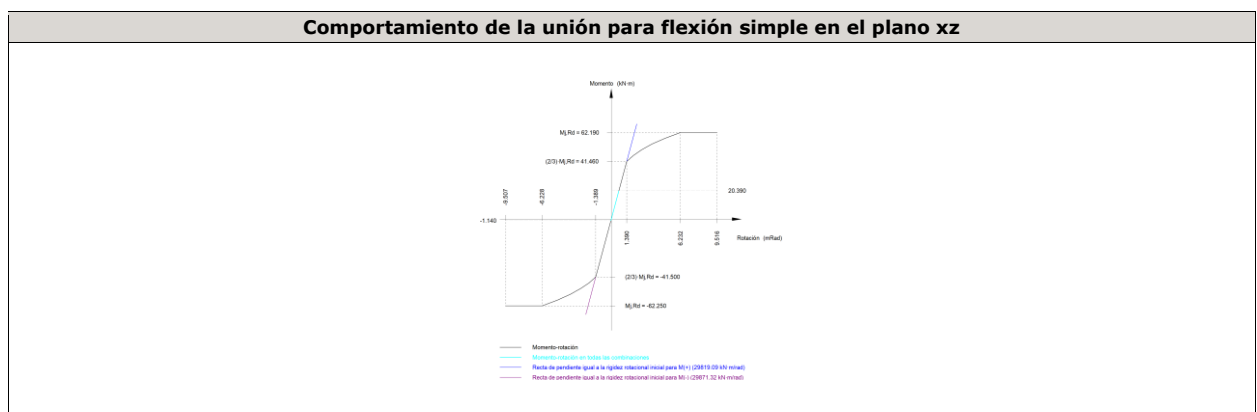 Comportamiento de la unión para flexión simple en el plano xz
Momento (kN·m)
Mj,Rd = 62.190
(2/3)·Mj,Rd = 41.460
-9.507
-6.228
-1.389
20.390
-1.140
1.390
6.232
9.516
Rotación (mRad)
(2/3)·Mj,Rd = -41.500
Mj,Rd = -62.250
Momento-rotación
Momento-rotación en todas las combinaciones
Recta de pendiente igual a la rigidez rotacional inicial para M(+) (29819.09 kN·m/rad)
Recta de pendiente igual a la rigidez rotacional inicial para M(-) (29871.32 kN·m/rad)